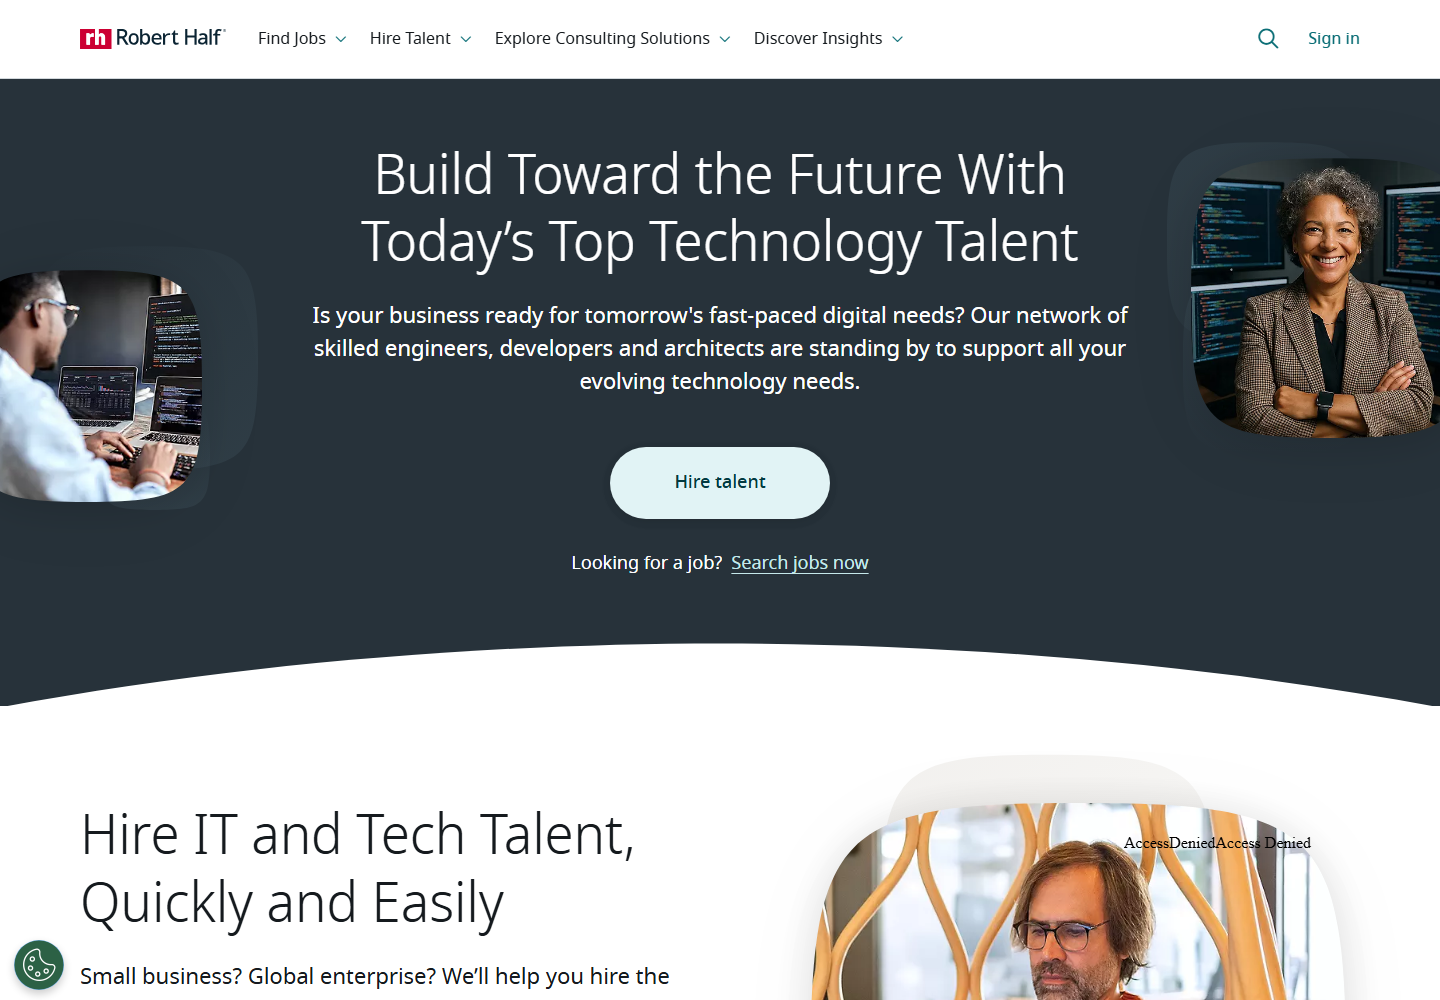 rh Robert Half®
Find Jobs
Hire Talent
Explore Consulting Solutions
Discover Insights
Sign in
Build Toward the Future With
Today’s Top Technology Talent
Is your business ready for tomorrow's fast-paced digital needs? Our network of
skilled engineers, developers and architects are standing by to support all your
evolving technology needs.
Hire talent
Looking for a job? Search jobs now
Hire IT and Tech Talent,
Quickly and Easily
Small business? Global enterprise? We’ll help you hire the
AccessDeniedAccess Denied